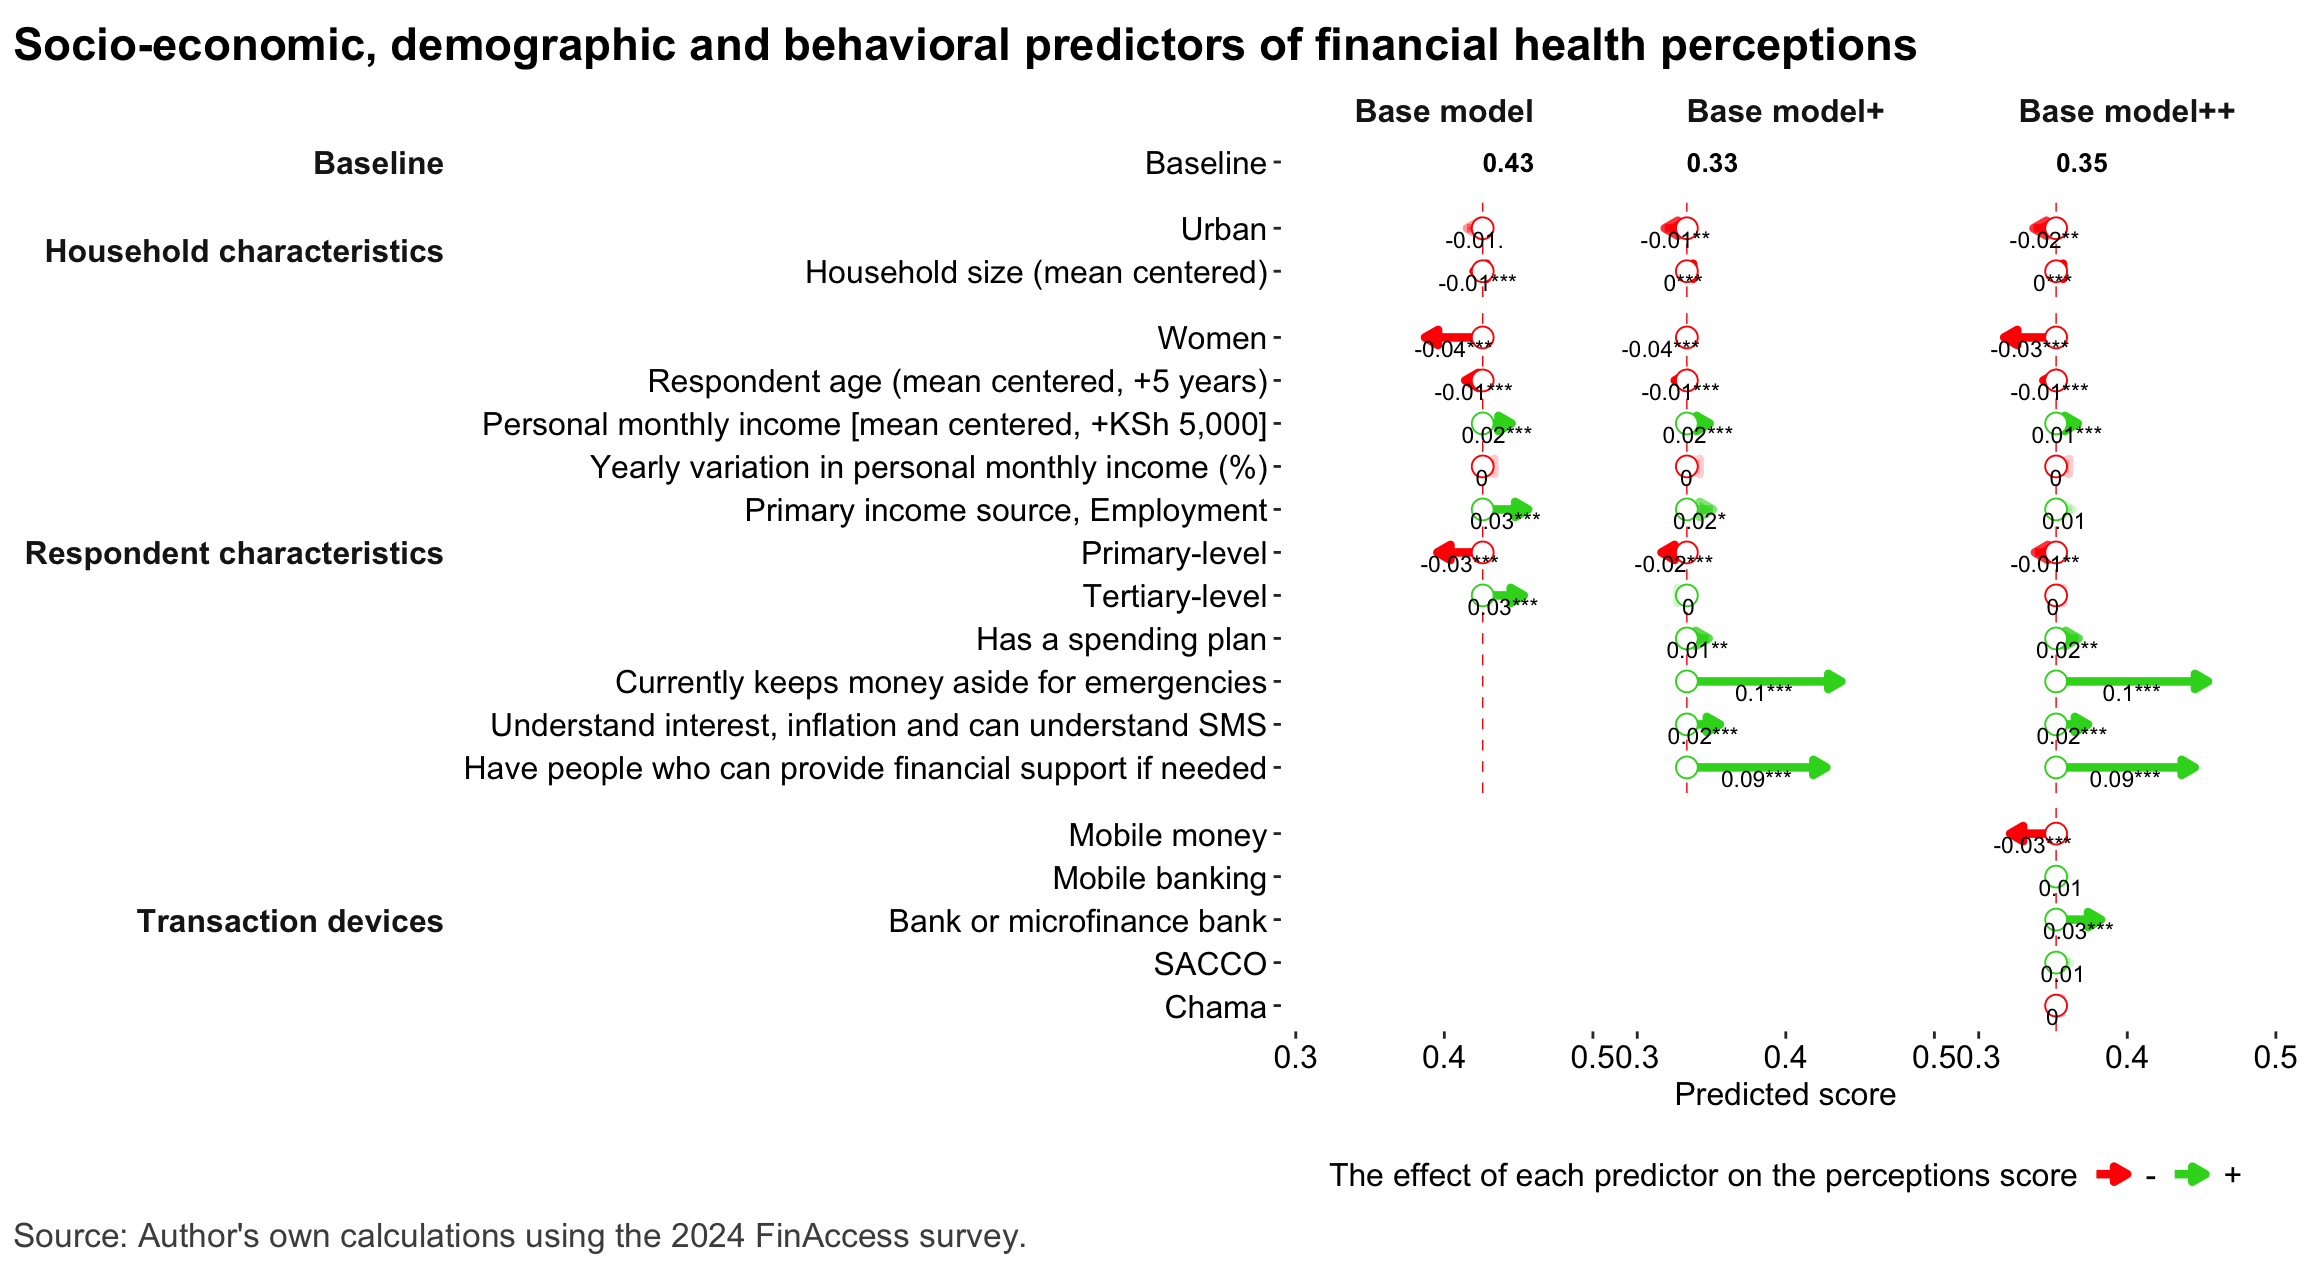 Socio-economic, demographic and behavioral predictors of financial health perceptions
Base model Base model+ Base model++
Baseline Baseline 0.43 0.33 0.35
Household characteristics
Urban -0.01. -0.01** -0.02**
Household size (mean centered) -0.01*** 0*** 0***
Respondent characteristics
Women -0.04*** -0.04*** -0.03***
Respondent age (mean centered, +5 years) -0.01*** -0.01*** -0.01***
Personal monthly income [mean centered, +KSh 5,000] 0.02*** 0.02*** 0.01***
Yearly variation in personal monthly income (%) 0 0 0
Primary income source, Employment 0.03*** 0.02* 0.01
Primary-level -0.03*** -0.02*** -0.01**
Tertiary-level 0.03*** 0 0
Has a spending plan 0.01** 0.02**
Currently keeps money aside for emergencies 0.1*** 0.1***
Understand interest, inflation and can understand SMS 0.02*** 0.02***
Have people who can provide financial support if needed 0.09*** 0.09***
Transaction devices
Mobile money -0.03***
Mobile banking 0.01
Bank or microfinance bank 0.03***
SACCO 0.01
Chama 0
0.3 0.4 0.5 0.3 0.4 0.5 0.3 0.4 0.5
Predicted score
The effect of each predictor on the perceptions score - +
Source: Author's own calculations using the 2024 FinAccess survey.